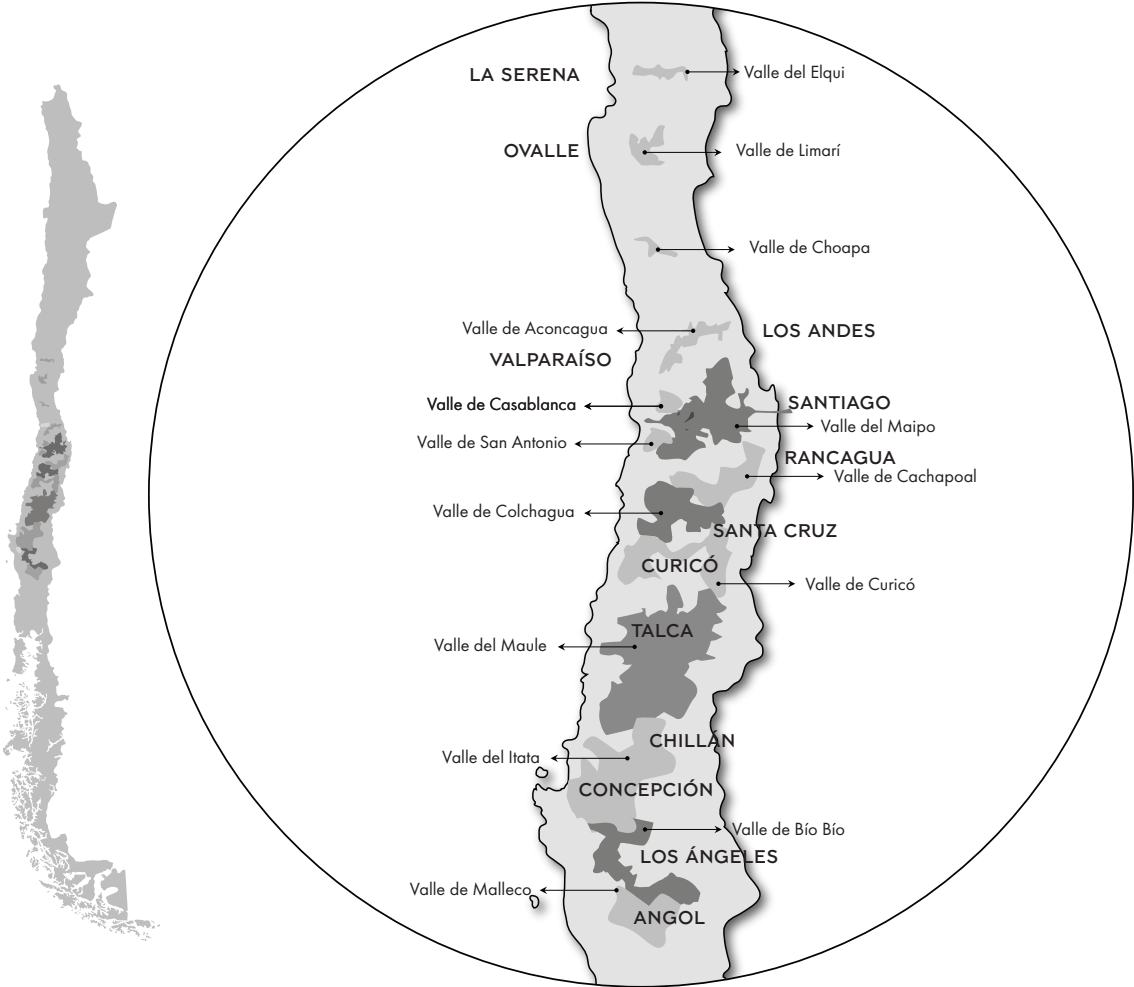 LA SERENA
Valle del Elqui
OVALLE
Valle de Limarí
Valle de Choapa
Valle de Aconcagua
LOS ANDES
VALPARAÍSO
SANTIAGO
Valle de Casablanca
Valle del Maipo
Valle de San Antonio
RANCAGUA
Valle de Cachapoal
Valle de Colchagua
SANTA CRUZ
CURICÓ
Valle de Curicó
TALCA
Valle del Maule
CHILLÁN
Valle del Itata
CONCEPCIÓN
Valle de Bío Bío
LOS ÁNGELES
Valle de Malleco
ANGOL